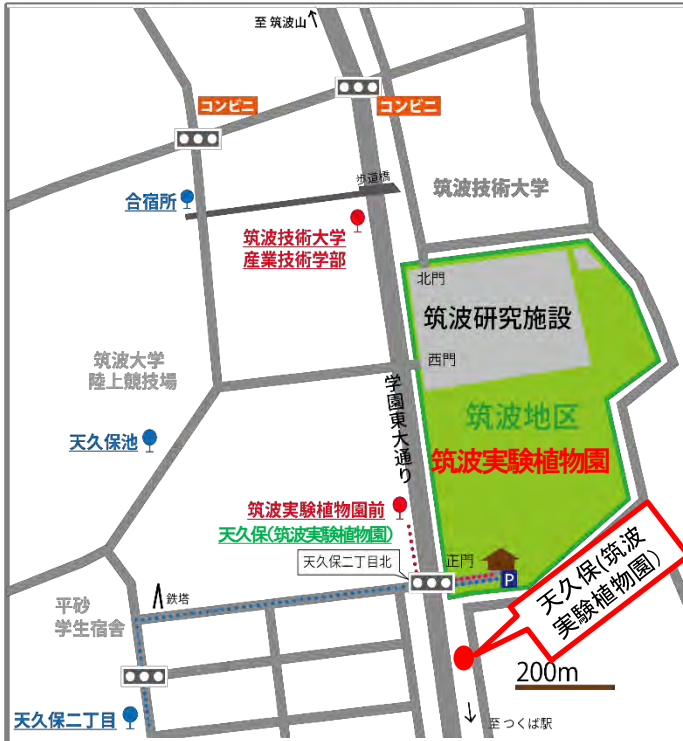 至 筑波山
コンビニ
コンビニ
歩道橋
筑波技術大学
合宿所
筑波技術大学
産業技術学部
北門
筑波研究施設
西門
筑波大学
陸上競技場
学園東大通り
筑波地区
天久保池
筑波実験植物園
筑波実験植物園前
天久保(筑波実験植物園)
天久保二丁目北
正門
P
天久保(筑波
実験植物園)
鉄塔
平砂
学生宿舎
200m
天久保二丁目
至 つくば駅